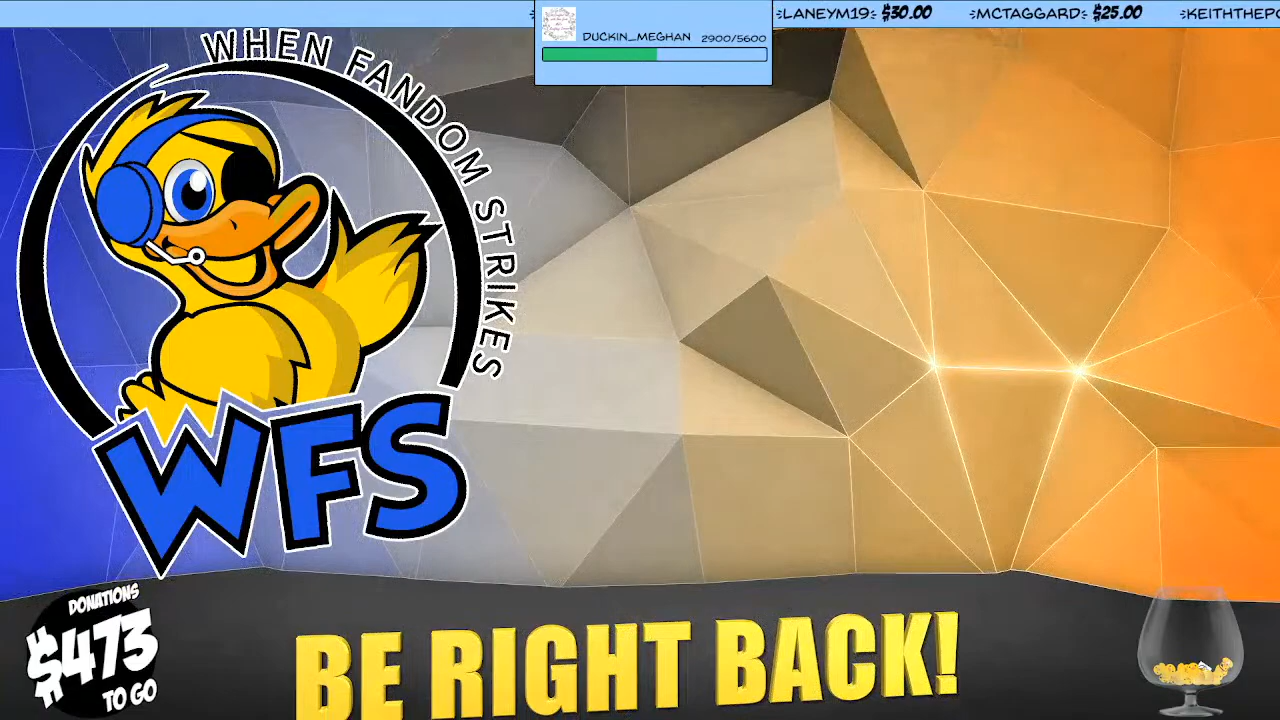 LANEYM19: $30.00
MCTAGGARD: $25.00
DUCKIN_MEGHAN 2900/5600
WHEN FANDOM STRIKES
WFS
DONATIONS
$473
TO GO
BE RIGHT BACK!